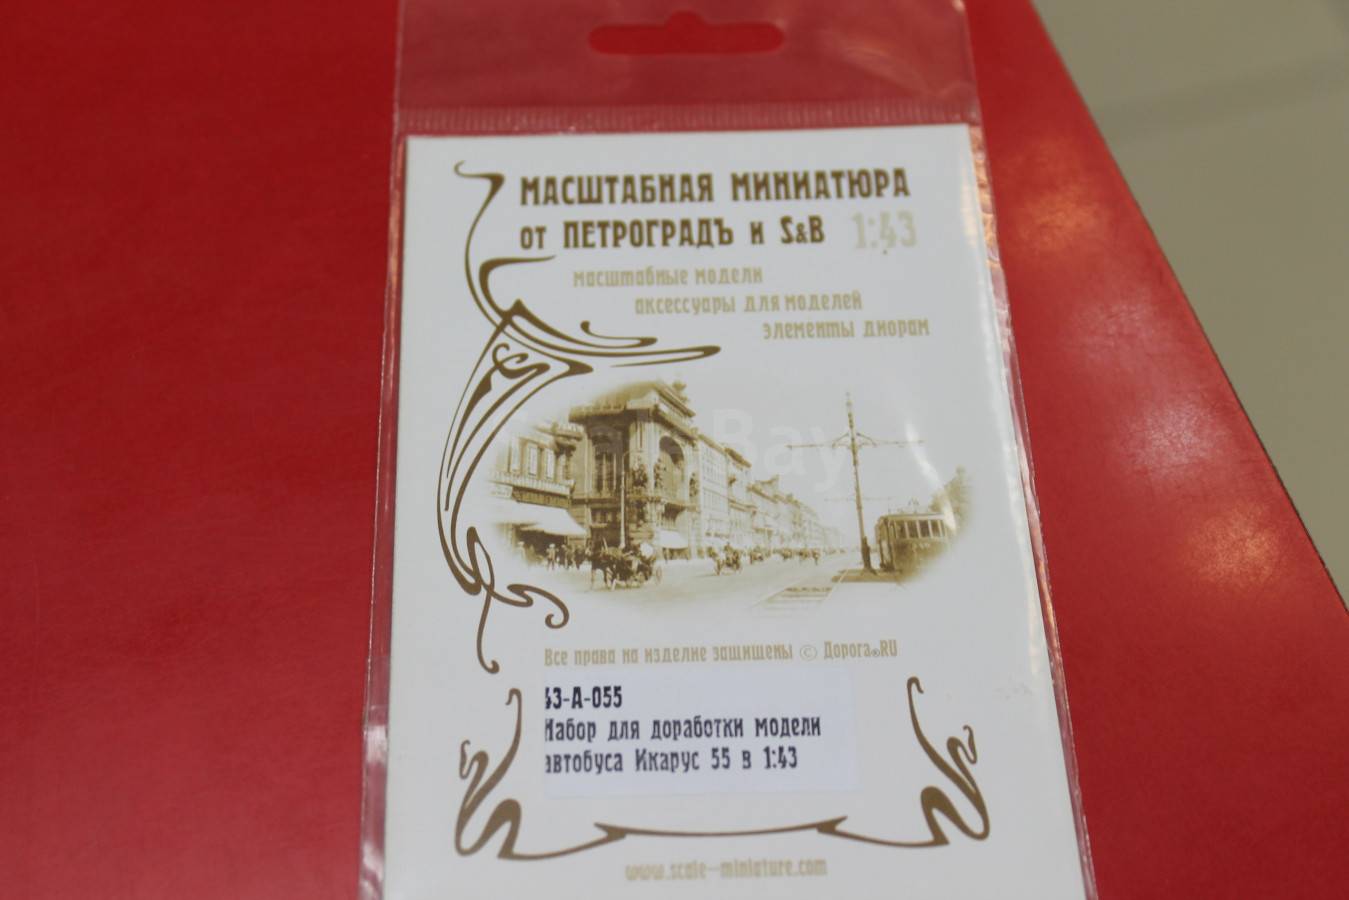 МАСШТАБНАЯ МИНИАТЮРА
от ПЕТРОГРАДЪ и S&B 1:43
масштабные модели
аксессуары для моделей
элементы диорам
Все права на изделие защищены © Дорога.RU
43-А-055
Набор для доработки модели
автобуса Икарус 55 в 1:43
www.scale-miniature.com